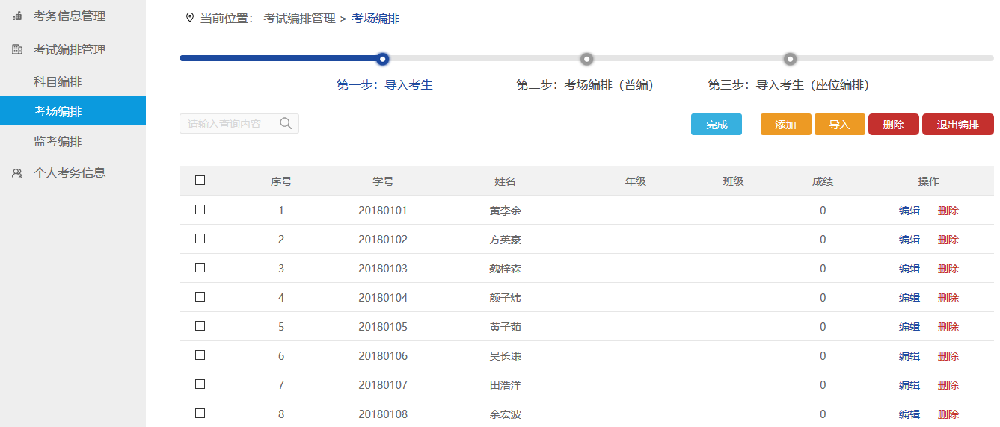 考务信息管理
考试编排管理
科目编排
考场编排
监考编排
个人考务信息
当前位置： 考试编排管理 > 考场编排
第一步：导入考生 第二步：考场编排（普编） 第三步：导入考生（座位编排）
请输入查询内容 完成 添加 导入 删除 退出编排
序号 学号 姓名 年级 班级 成绩 操作
1 20180101 黄李余 0 编辑 删除
2 20180102 方英豪 0 编辑 删除
3 20180103 魏梓森 0 编辑 删除
4 20180104 颜子炜 0 编辑 删除
5 20180105 黄子茹 0 编辑 删除
6 20180106 吴长谦 0 编辑 删除
7 20180107 田浩洋 0 编辑 删除
8 20180108 余宏波 0 编辑 删除